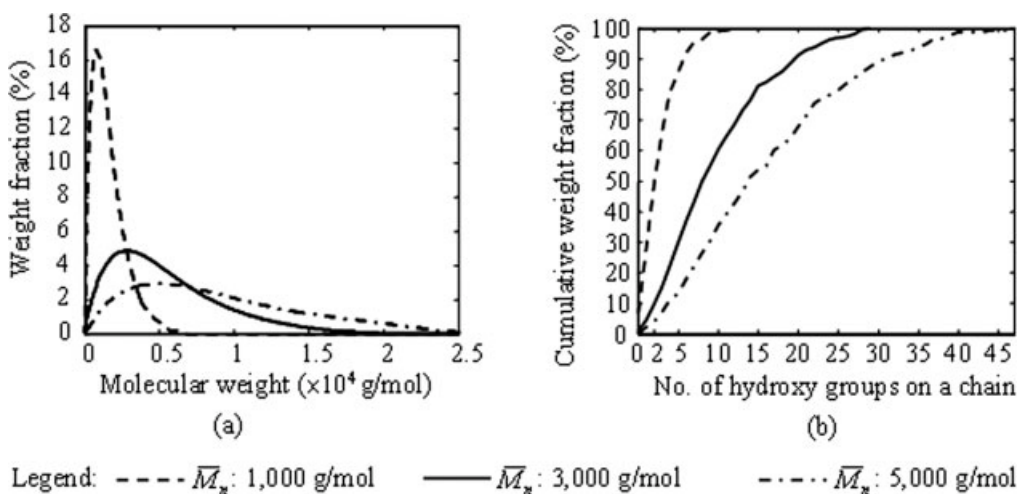 Weight fraction (%)
18
16
14
12
10
8
6
4
2
0
0 0.5 1 1.5 2 2.5
Molecular weight (×10⁴ g/mol)
(a)
Cumulative weight fraction (%)
100
90
80
70
60
50
40
30
20
10
0
0 2 5 10 15 20 25 30 35 40 45
No. of hydroxy groups on a chain
(b)
Legend: M̅ₙ: 1,000 g/mol M̅ₙ: 3,000 g/mol M̅ₙ: 5,000 g/mol